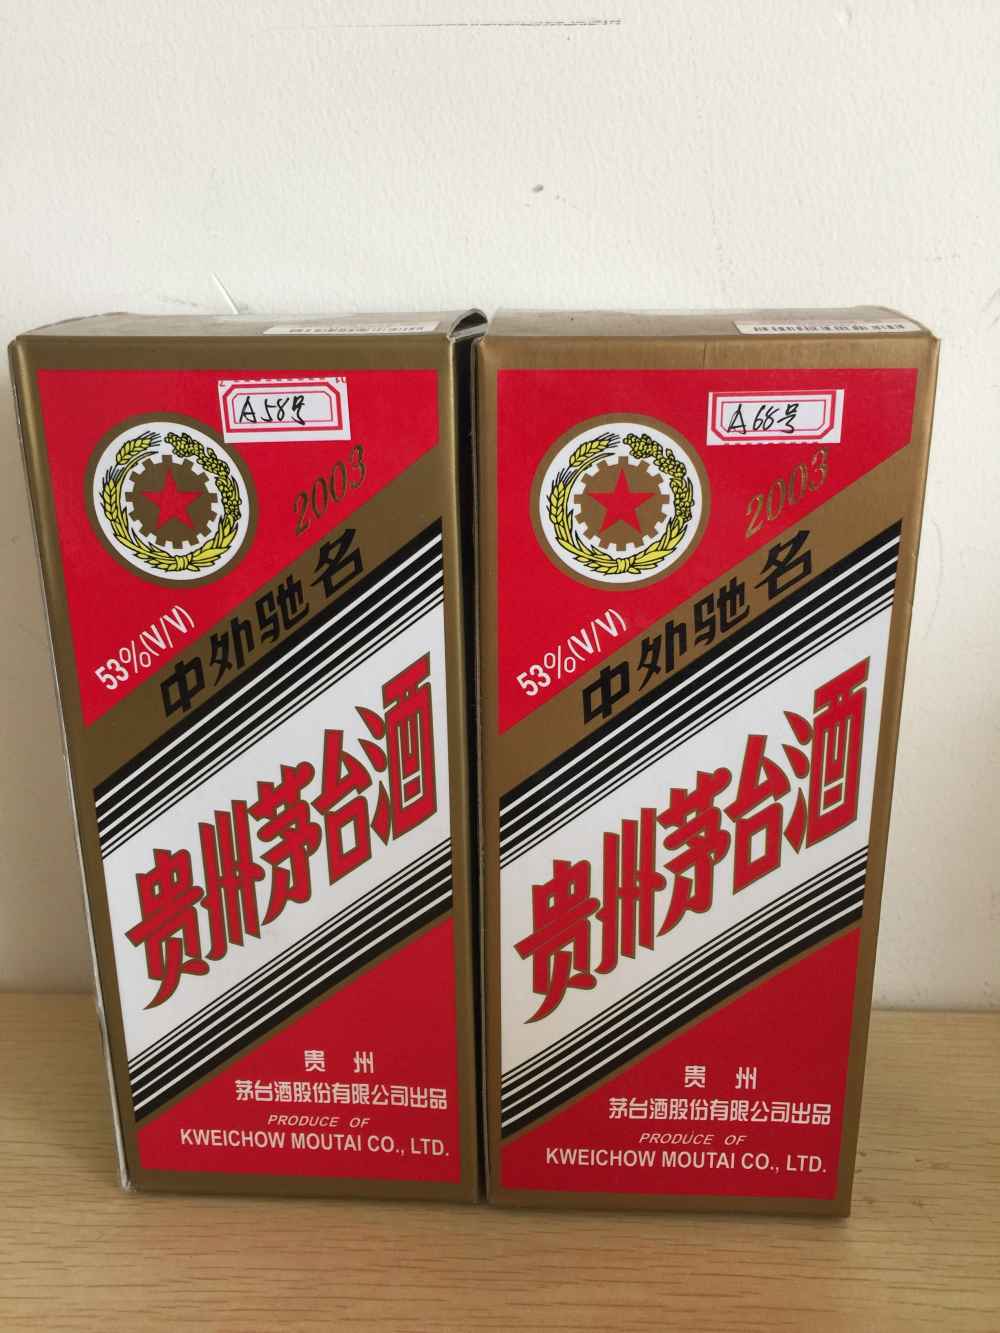 A58号
2003
53%(V/V)
中外驰名
贵州茅台酒
贵州
茅台酒股份有限公司出品
PRODUCE OF
KWEICHOW MOUTAI CO., LTD.
A68号
2003
53%(V/V)
中外驰名
贵州茅台酒
贵州
茅台酒股份有限公司出品
PRODUCE OF
KWEICHOW MOUTAI CO., LTD.